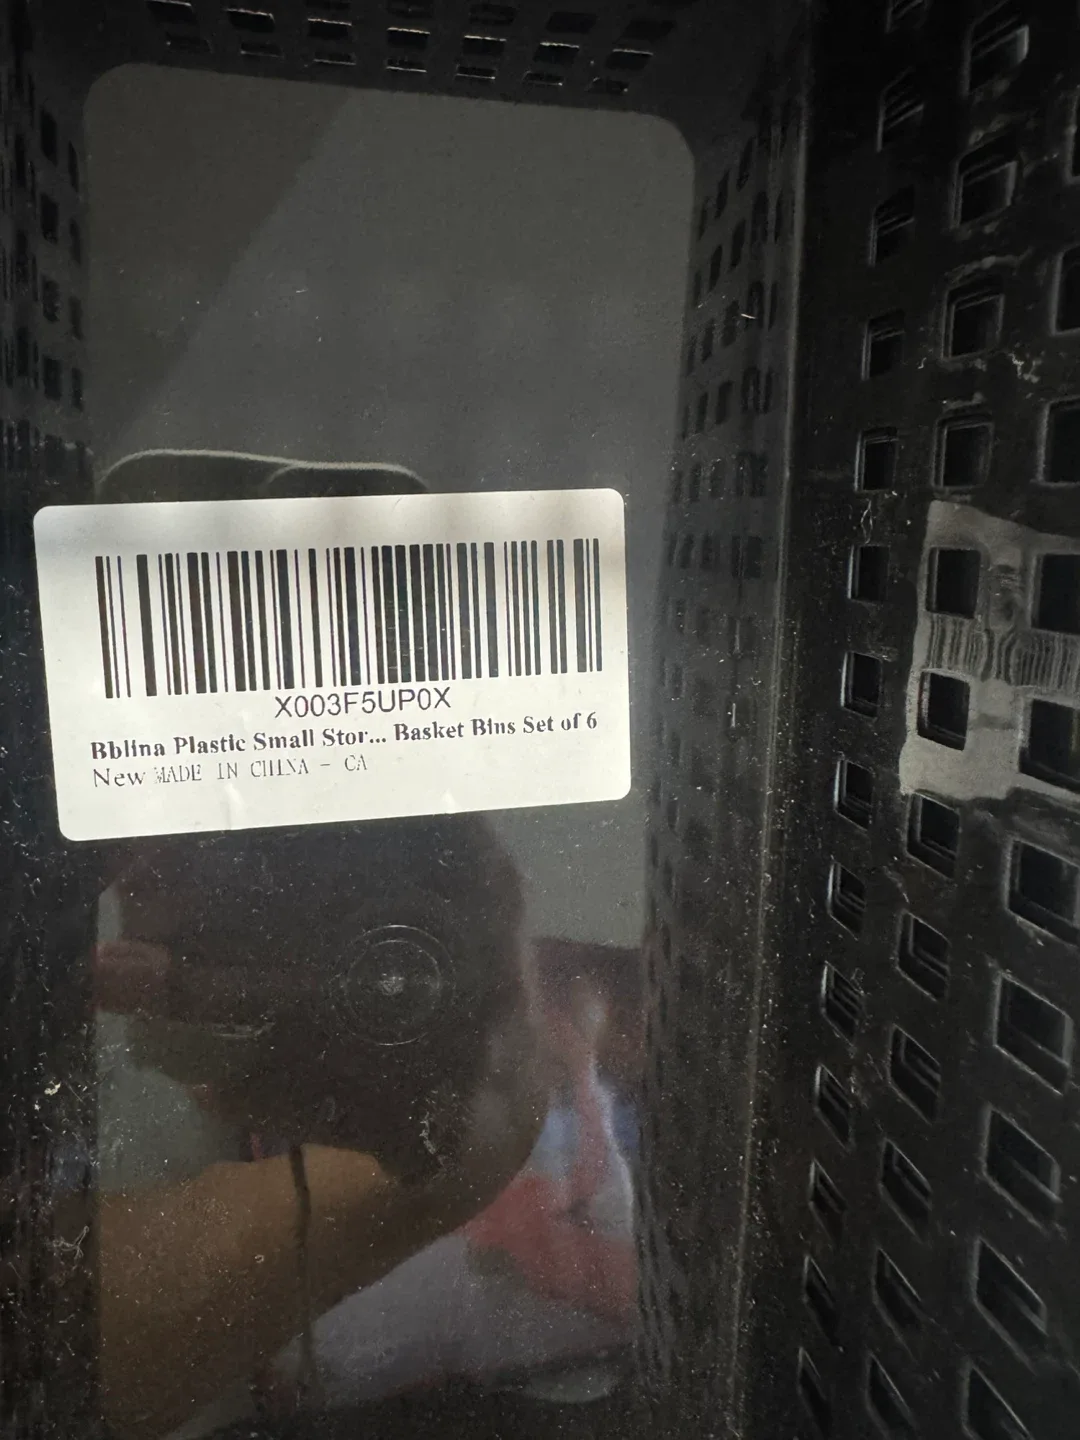 X003F5UP0X
Bblina Plastic Small Stor... Basket Bins Set of 6
New MADE IN CHINA - CA